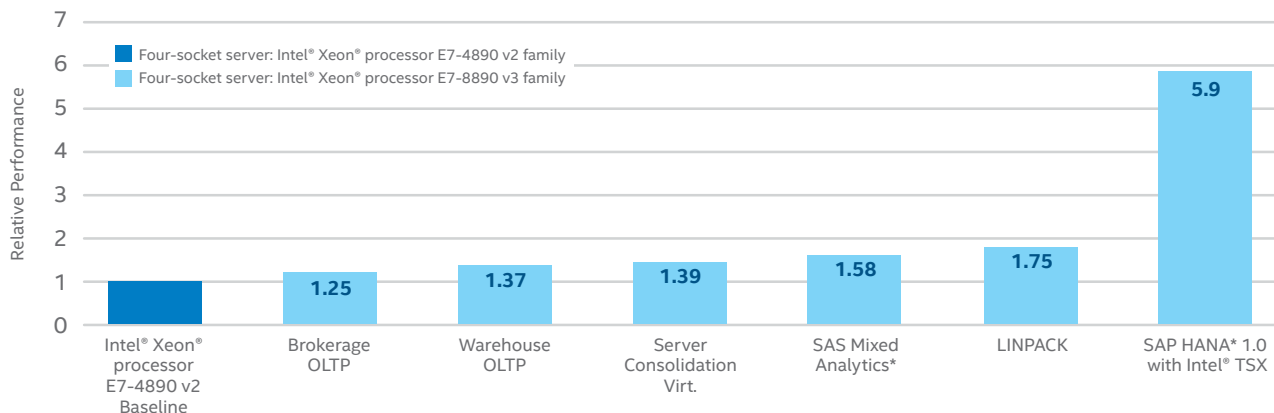 7
6
5
4
3
2
1
0
Relative Performance
Four-socket server: Intel® Xeon® processor E7-4890 v2 family
Four-socket server: Intel® Xeon® processor E7-8890 v3 family
1.25
1.37
1.39
1.58
1.75
5.9
Intel® Xeon®
processor
E7-4890 v2
Baseline
Brokerage
OLTP
Warehouse
OLTP
Server
Consolidation
Virt.
SAS Mixed
Analytics*
LINPACK
SAP HANA* 1.0
with Intel® TSX